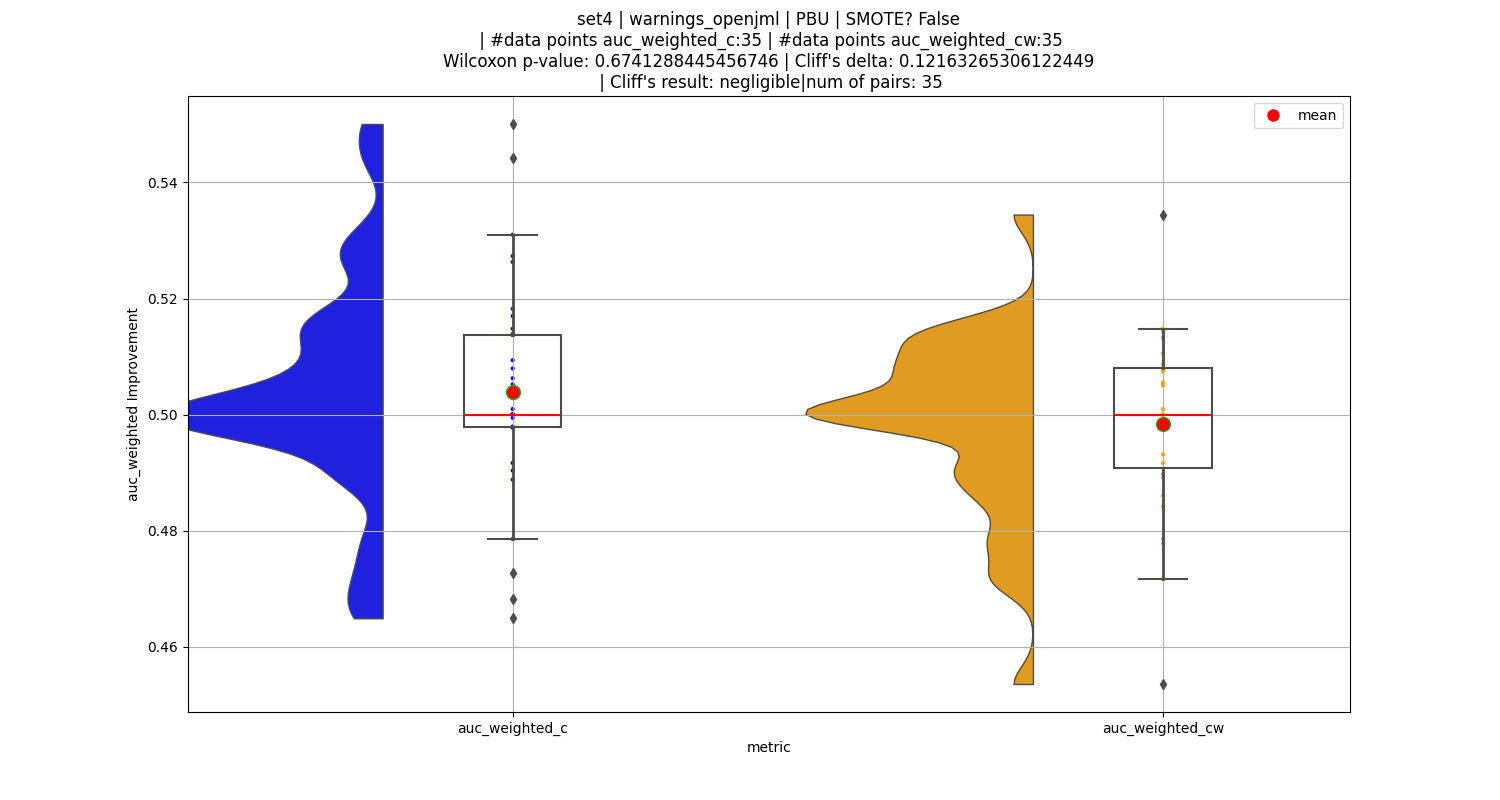 set4 | warnings_openjml | PBU | SMOTE? False
| #data points auc_weighted_c:35 | #data points auc_weighted_cw:35
Wilcoxon p-value: 0.6741288445456746 | Cliff's delta: 0.12163265306122449
| Cliff's result: negligible|num of pairs: 35
mean
0.54
0.52
0.50
0.48
0.46
auc_weighted Improvement
auc_weighted_c
auc_weighted_cw
metric